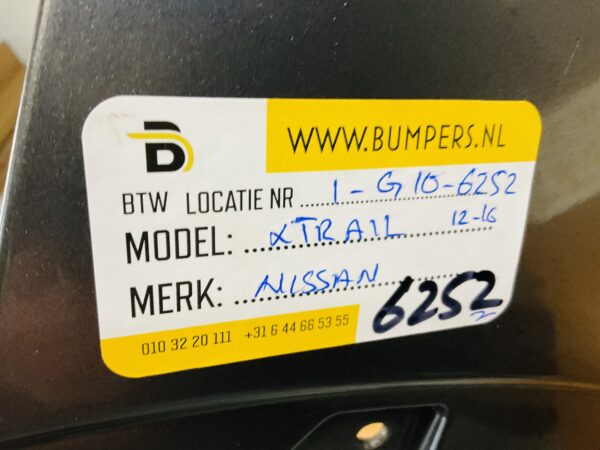 WWW.BUMPERS.NL
BTW LOCATIE NR 1-G10-6252
MODEL: XTRAIL 12-16
MERK: NISSAN
6252
010 32 20 111 +31 6 44 66 53 55